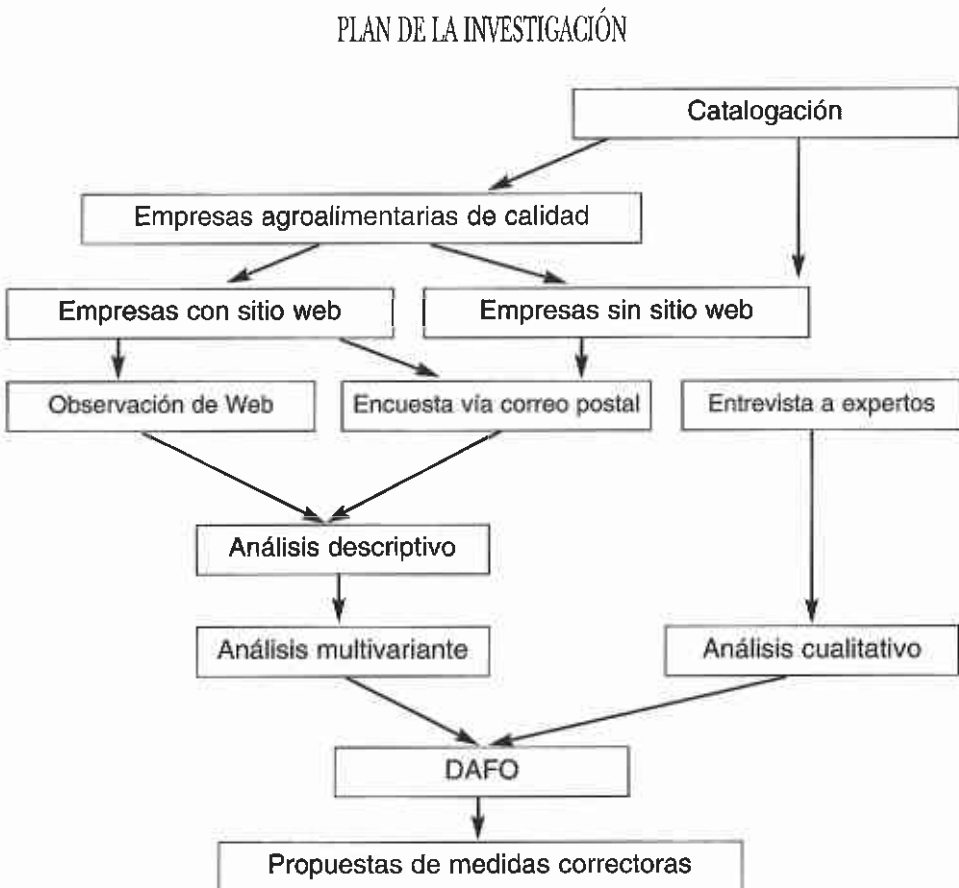 PLAN DE LA INVESTIGACIÓN
Catalogación
Empresas agroalimentarias de calidad
Empresas con sitio web
Empresas sin sitio web
Observación de Web
Encuesta vía correo postal
Entrevista a expertos
Análisis descriptivo
Análisis multivariante
Análisis cualitativo
DAFO
Propuestas de medidas correctoras